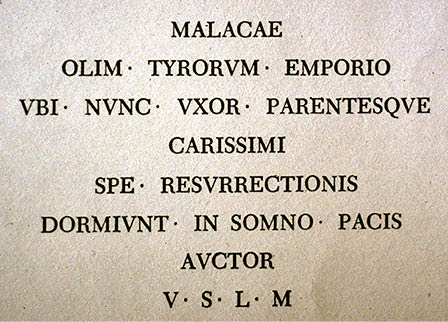 MALACAE
OLIM · TYRORVM · EMPORIO
VBI · NVNC · VXOR · PARENTESQVE
CARISSIMI
SPE · RESVRRECTIONIS
DORMIVNT · IN SOMNO · PACIS
AVCTOR
V · S · L · M